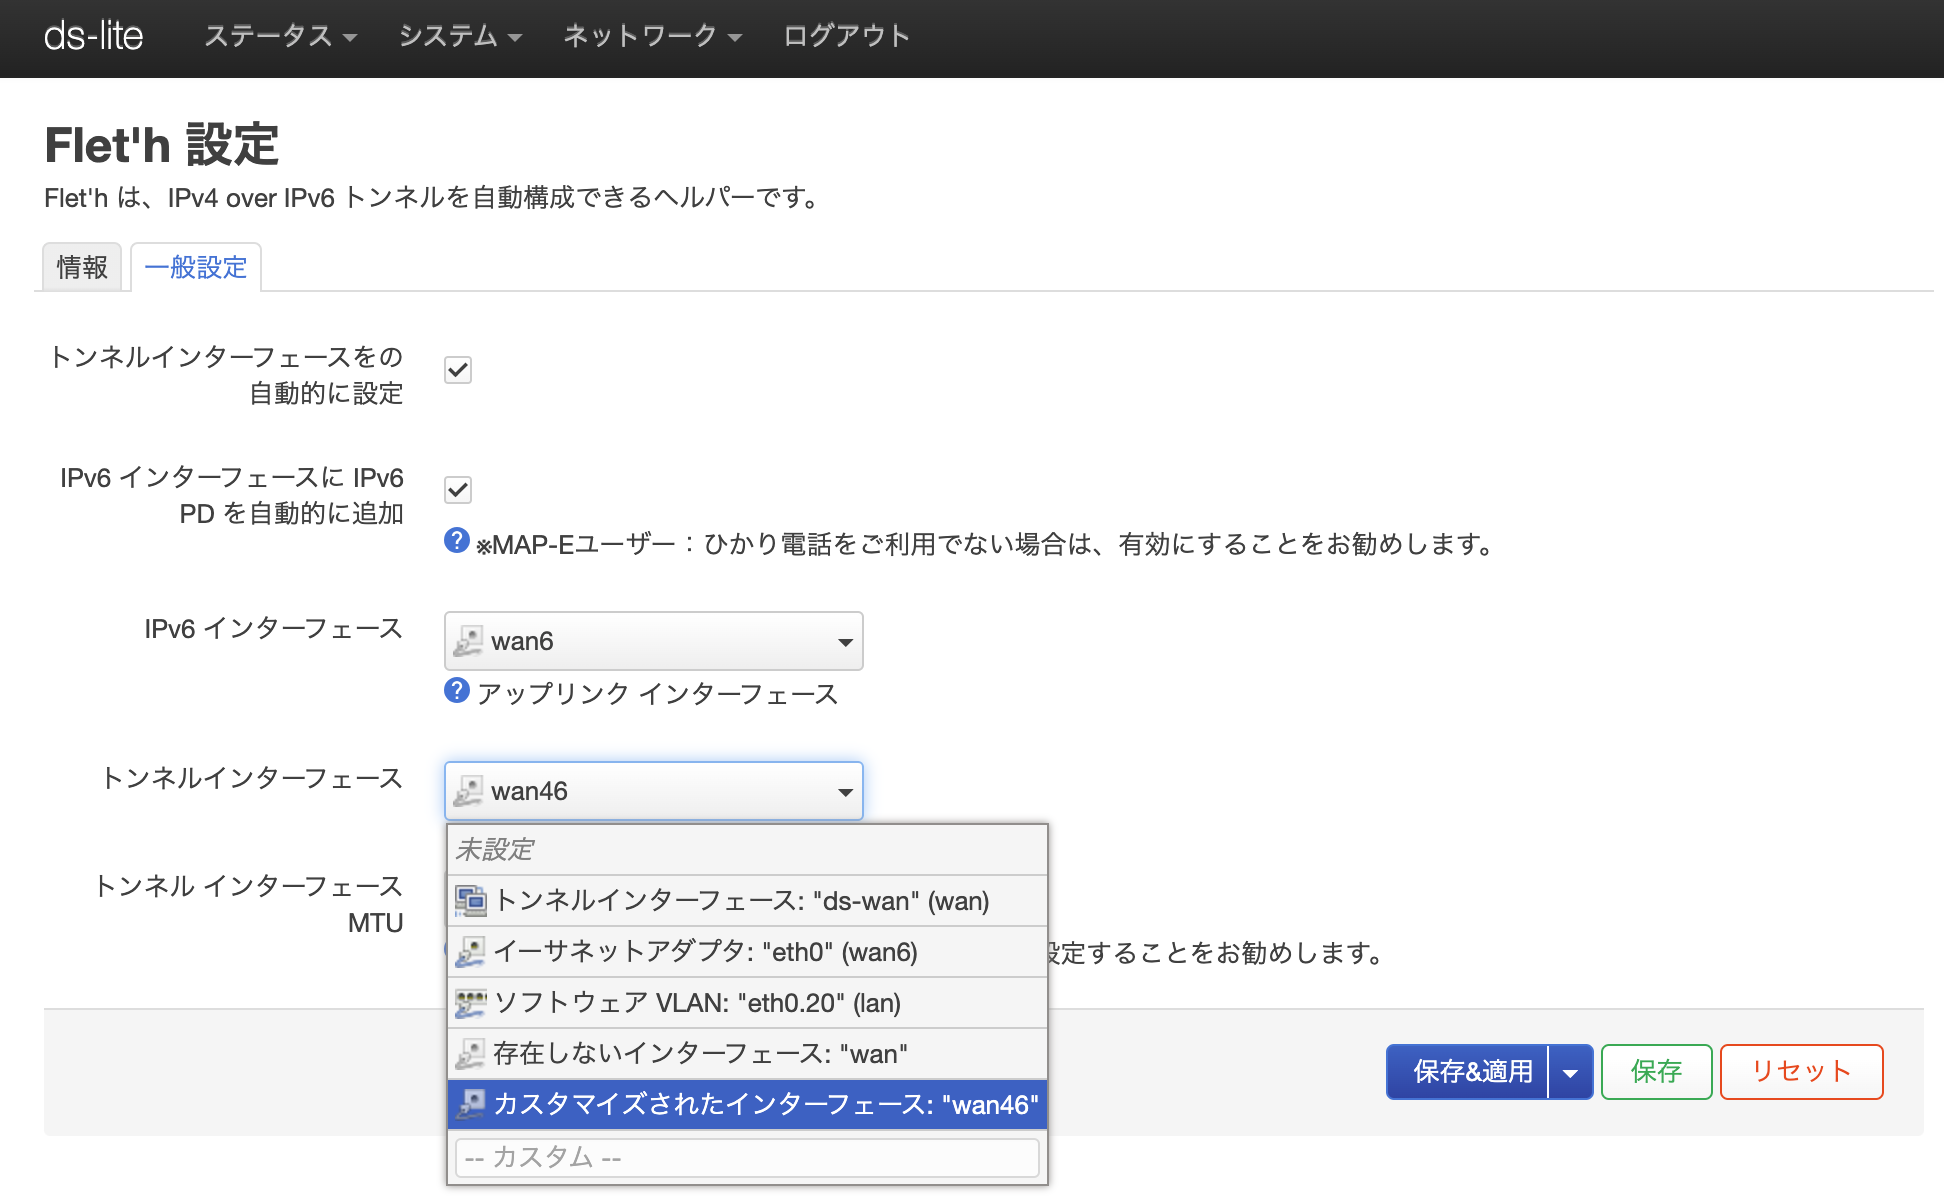 ds-lite ステータス システム ネットワーク ログアウト
Flet'h 設定
Flet'h は、IPv4 over IPv6 トンネルを自動構成できるヘルパーです。
情報 一般設定
トンネルインターフェースをの
自動的に設定
IPv6 インターフェースに IPv6
PD を自動的に追加
※MAP-Eユーザー：ひかり電話をご利用でない場合は、有効にすることをお勧めします。
IPv6 インターフェース
wan6
アップリンク インターフェース
トンネルインターフェース
wan46
未設定
トンネルインターフェース: "ds-wan" (wan)
イーサネットアダプタ: "eth0" (wan6)
ソフトウェア VLAN: "eth0.20" (lan)
存在しないインターフェース: "wan"
カスタマイズされたインターフェース: "wan46"
-- カスタム --
トンネル インターフェース
MTU
設定することをお勧めします。
保存&適用 保存 リセット